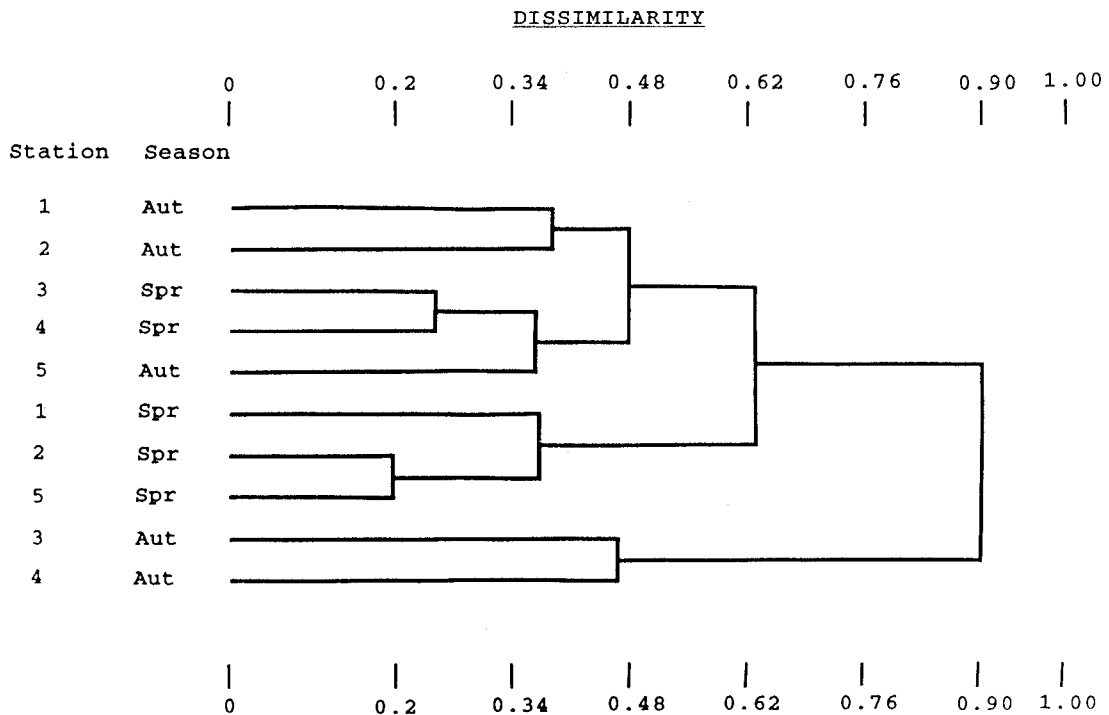 DISSIMILARITY
0 0.2 0.34 0.48 0.62 0.76 0.90 1.00
Station Season
1 Aut
2 Aut
3 Spr
4 Spr
5 Aut
1 Spr
2 Spr
5 Spr
3 Aut
4 Aut
0 0.2 0.34 0.48 0.62 0.76 0.90 1.00